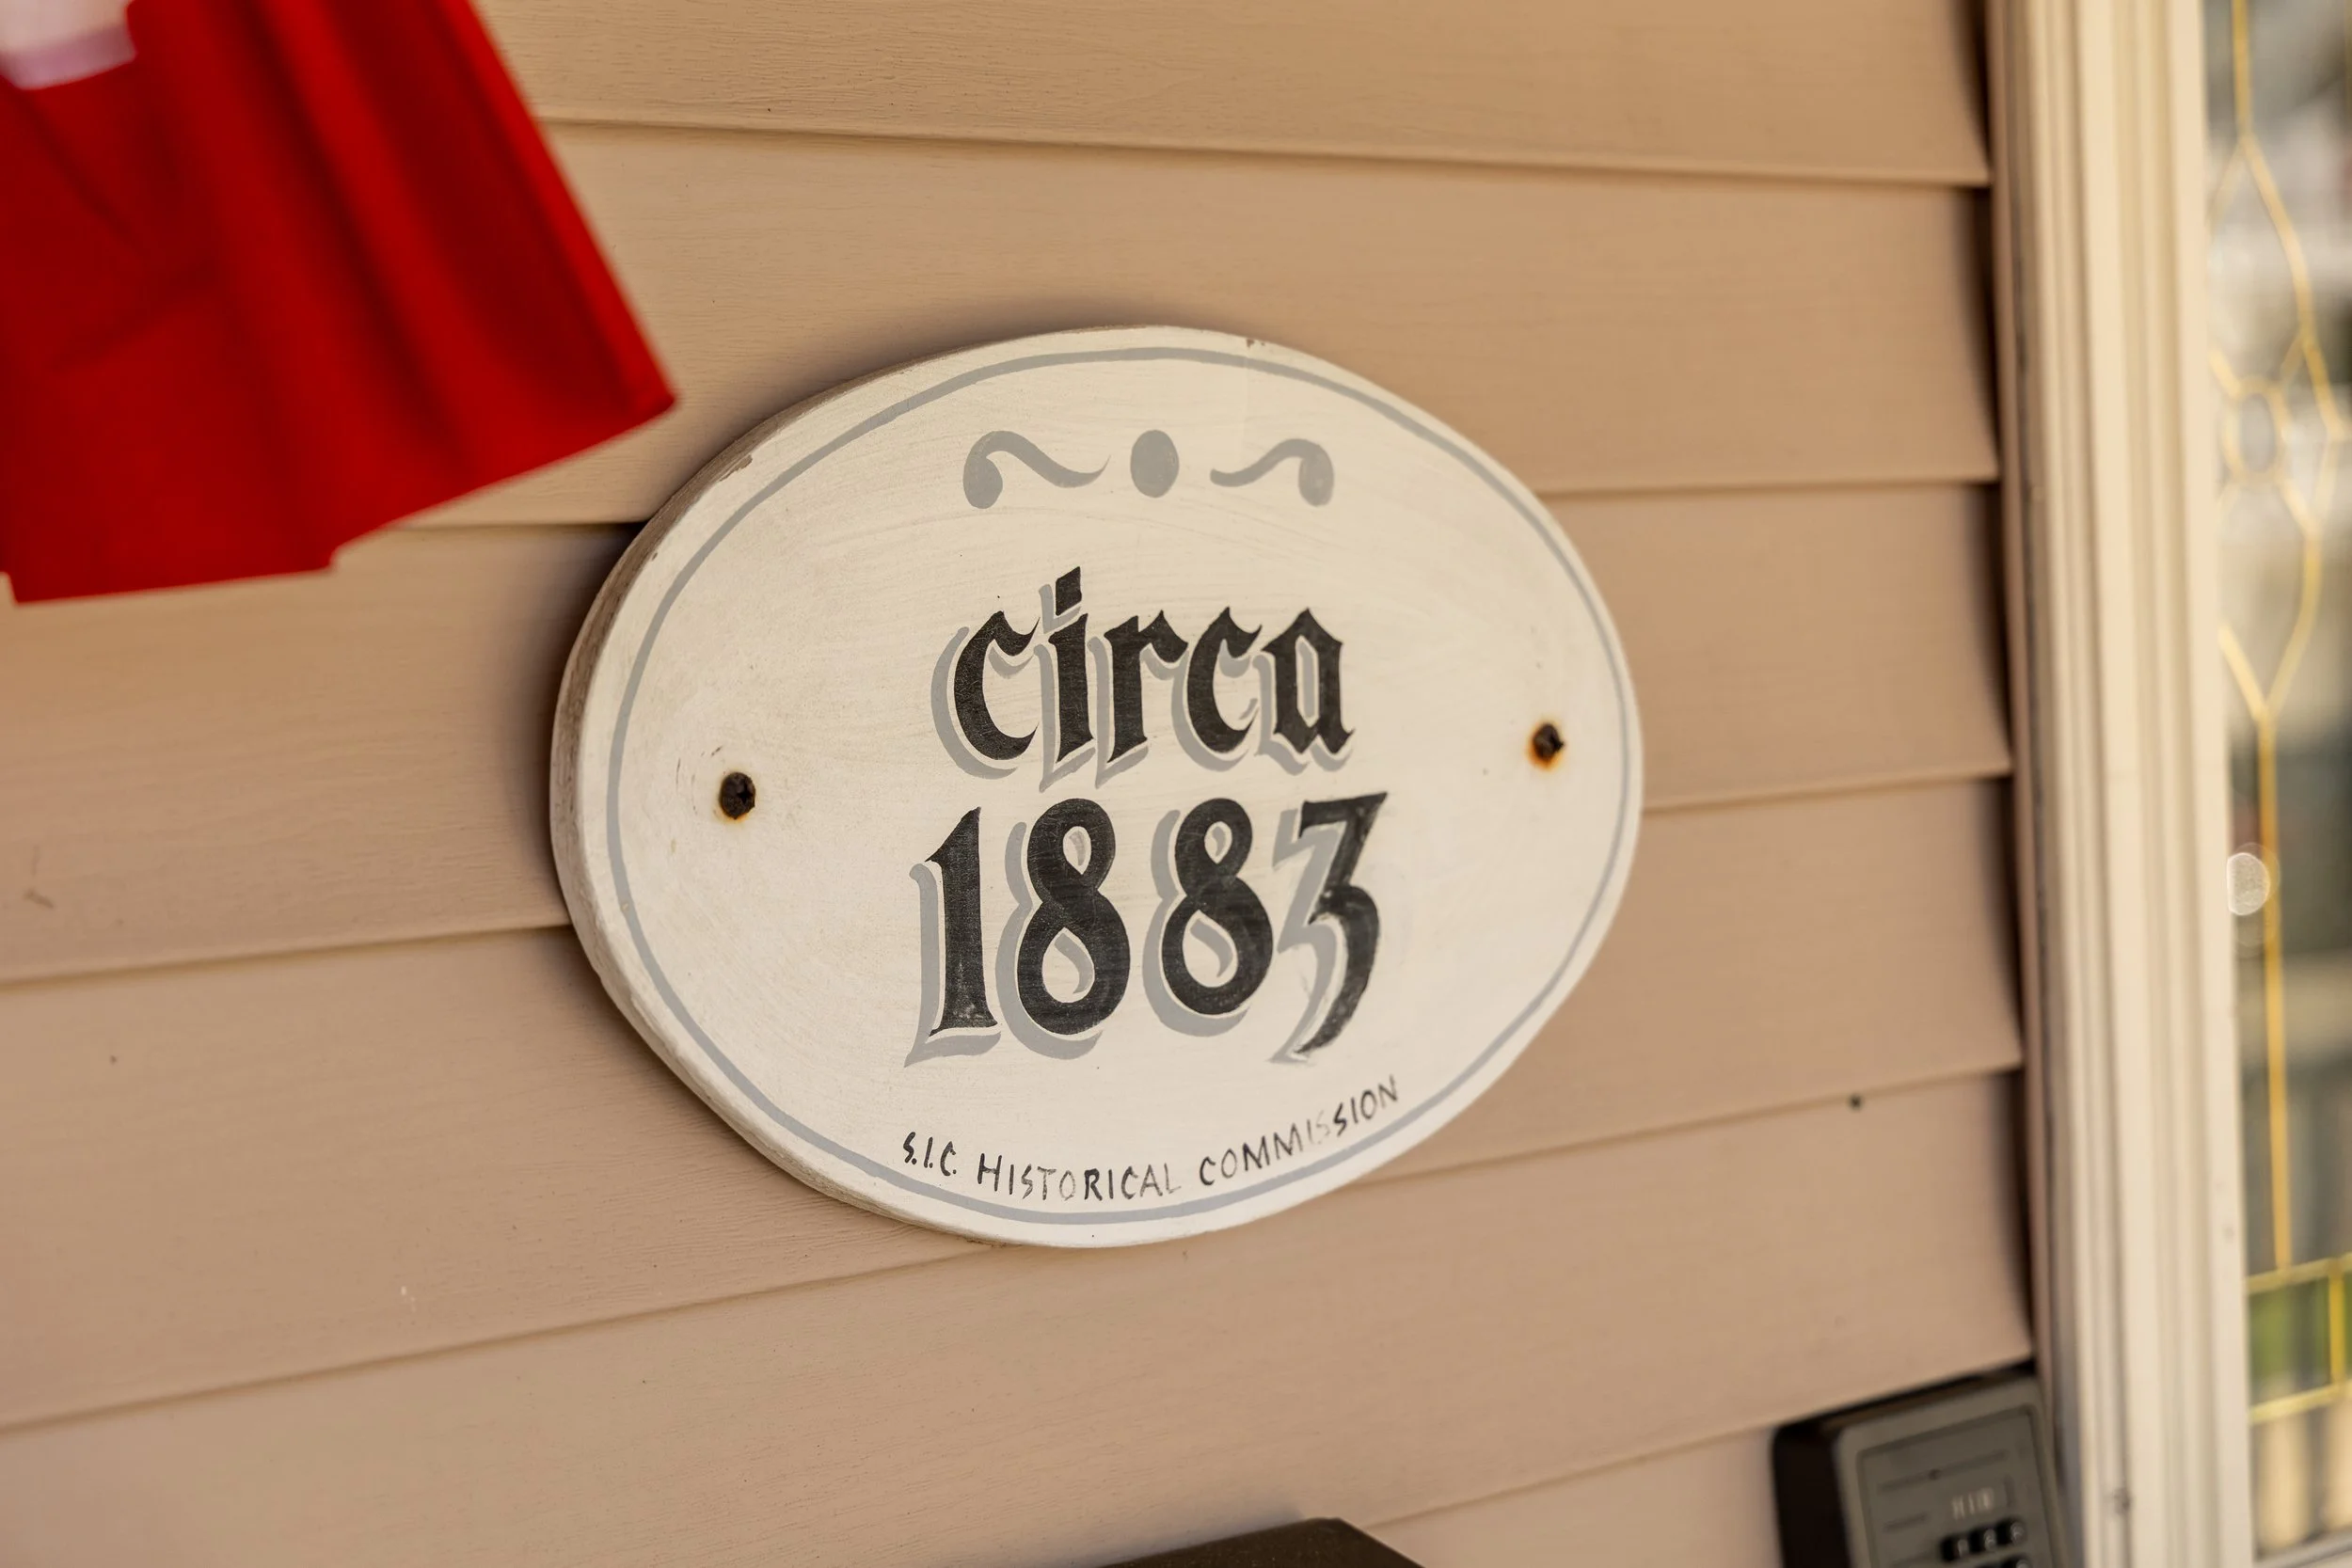 circa
1883
S.I.C. HISTORICAL COMMISSION